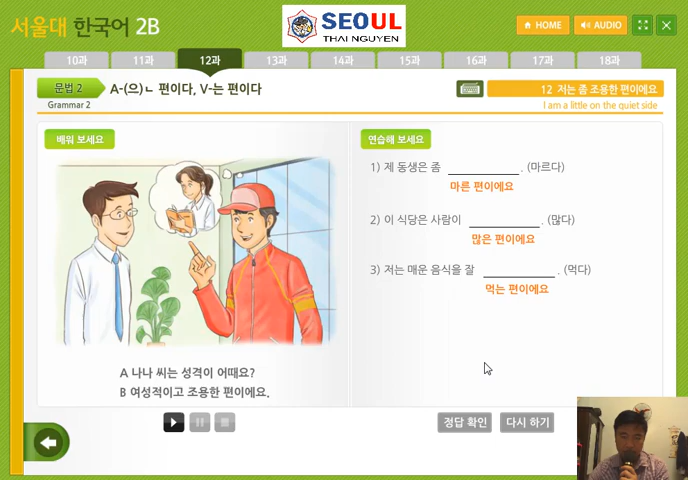 서울대 한국어 2B
SEOUL
THAI NGUYEN
HOME
AUDIO
10과 11과 12과 13과 14과 15과 16과 17과 18과
문법 2
Grammar 2
A-(으)ㄴ 편이다, V-는 편이다
12 저는 좀 조용한 편이에요
I am a little on the quiet side
배워 보세요
연습해 보세요
1) 제 동생은 좀 ____________. (마르다)
마른 편이에요
2) 이 식당은 사람이 ____________. (많다)
많은 편이에요
3) 저는 매운 음식을 잘 ____________. (먹다)
먹는 편이에요
A 나나 씨는 성격이 어때요?
B 여성적이고 조용한 편이에요.
정답 확인
다시 하기